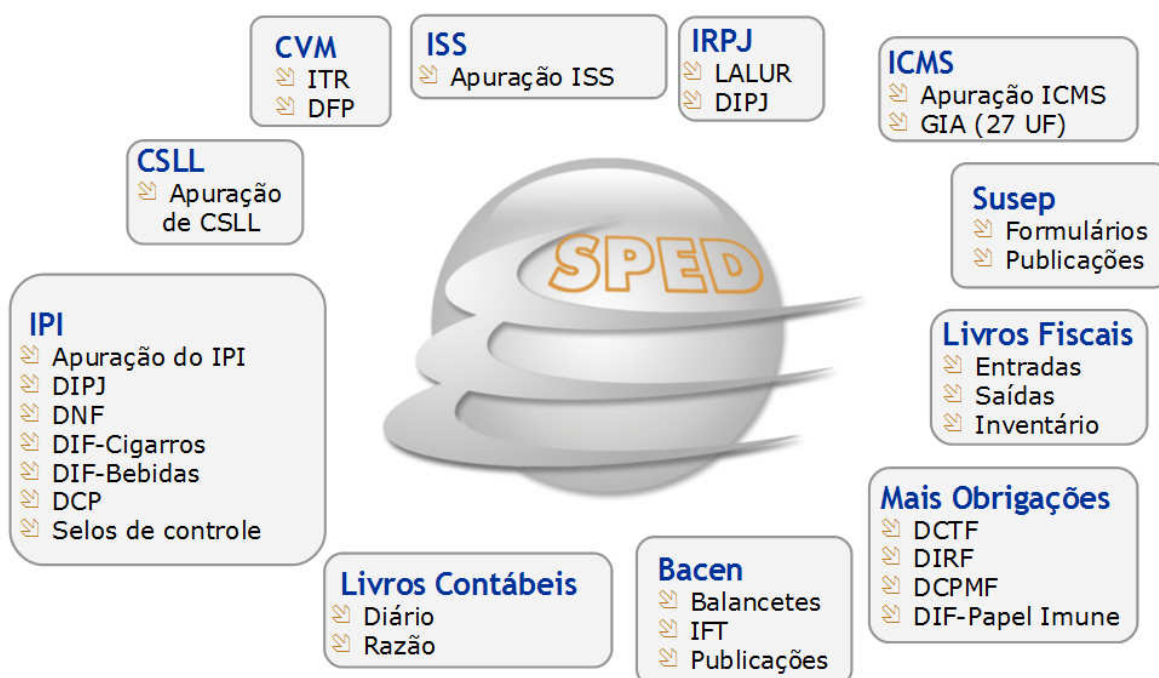 CVM
ITR
DFP
ISS
Apuração ISS
IRPJ
LALUR
DIPJ
ICMS
Apuração ICMS
GIA (27 UF)
CSLL
Apuração
de CSLL
Susep
Formulários
Publicações
SPED
IPI
Apuração do IPI
DIPJ
DNF
DIF-Cigarros
DIF-Bebidas
DCP
Selos de controle
Livros Fiscais
Entradas
Saídas
Inventário
Mais Obrigações
DCTF
DIRF
DCPMF
DIF-Papel Imune
Livros Contábeis
Diário
Razão
Bacen
Balancetes
IFT
Publicações